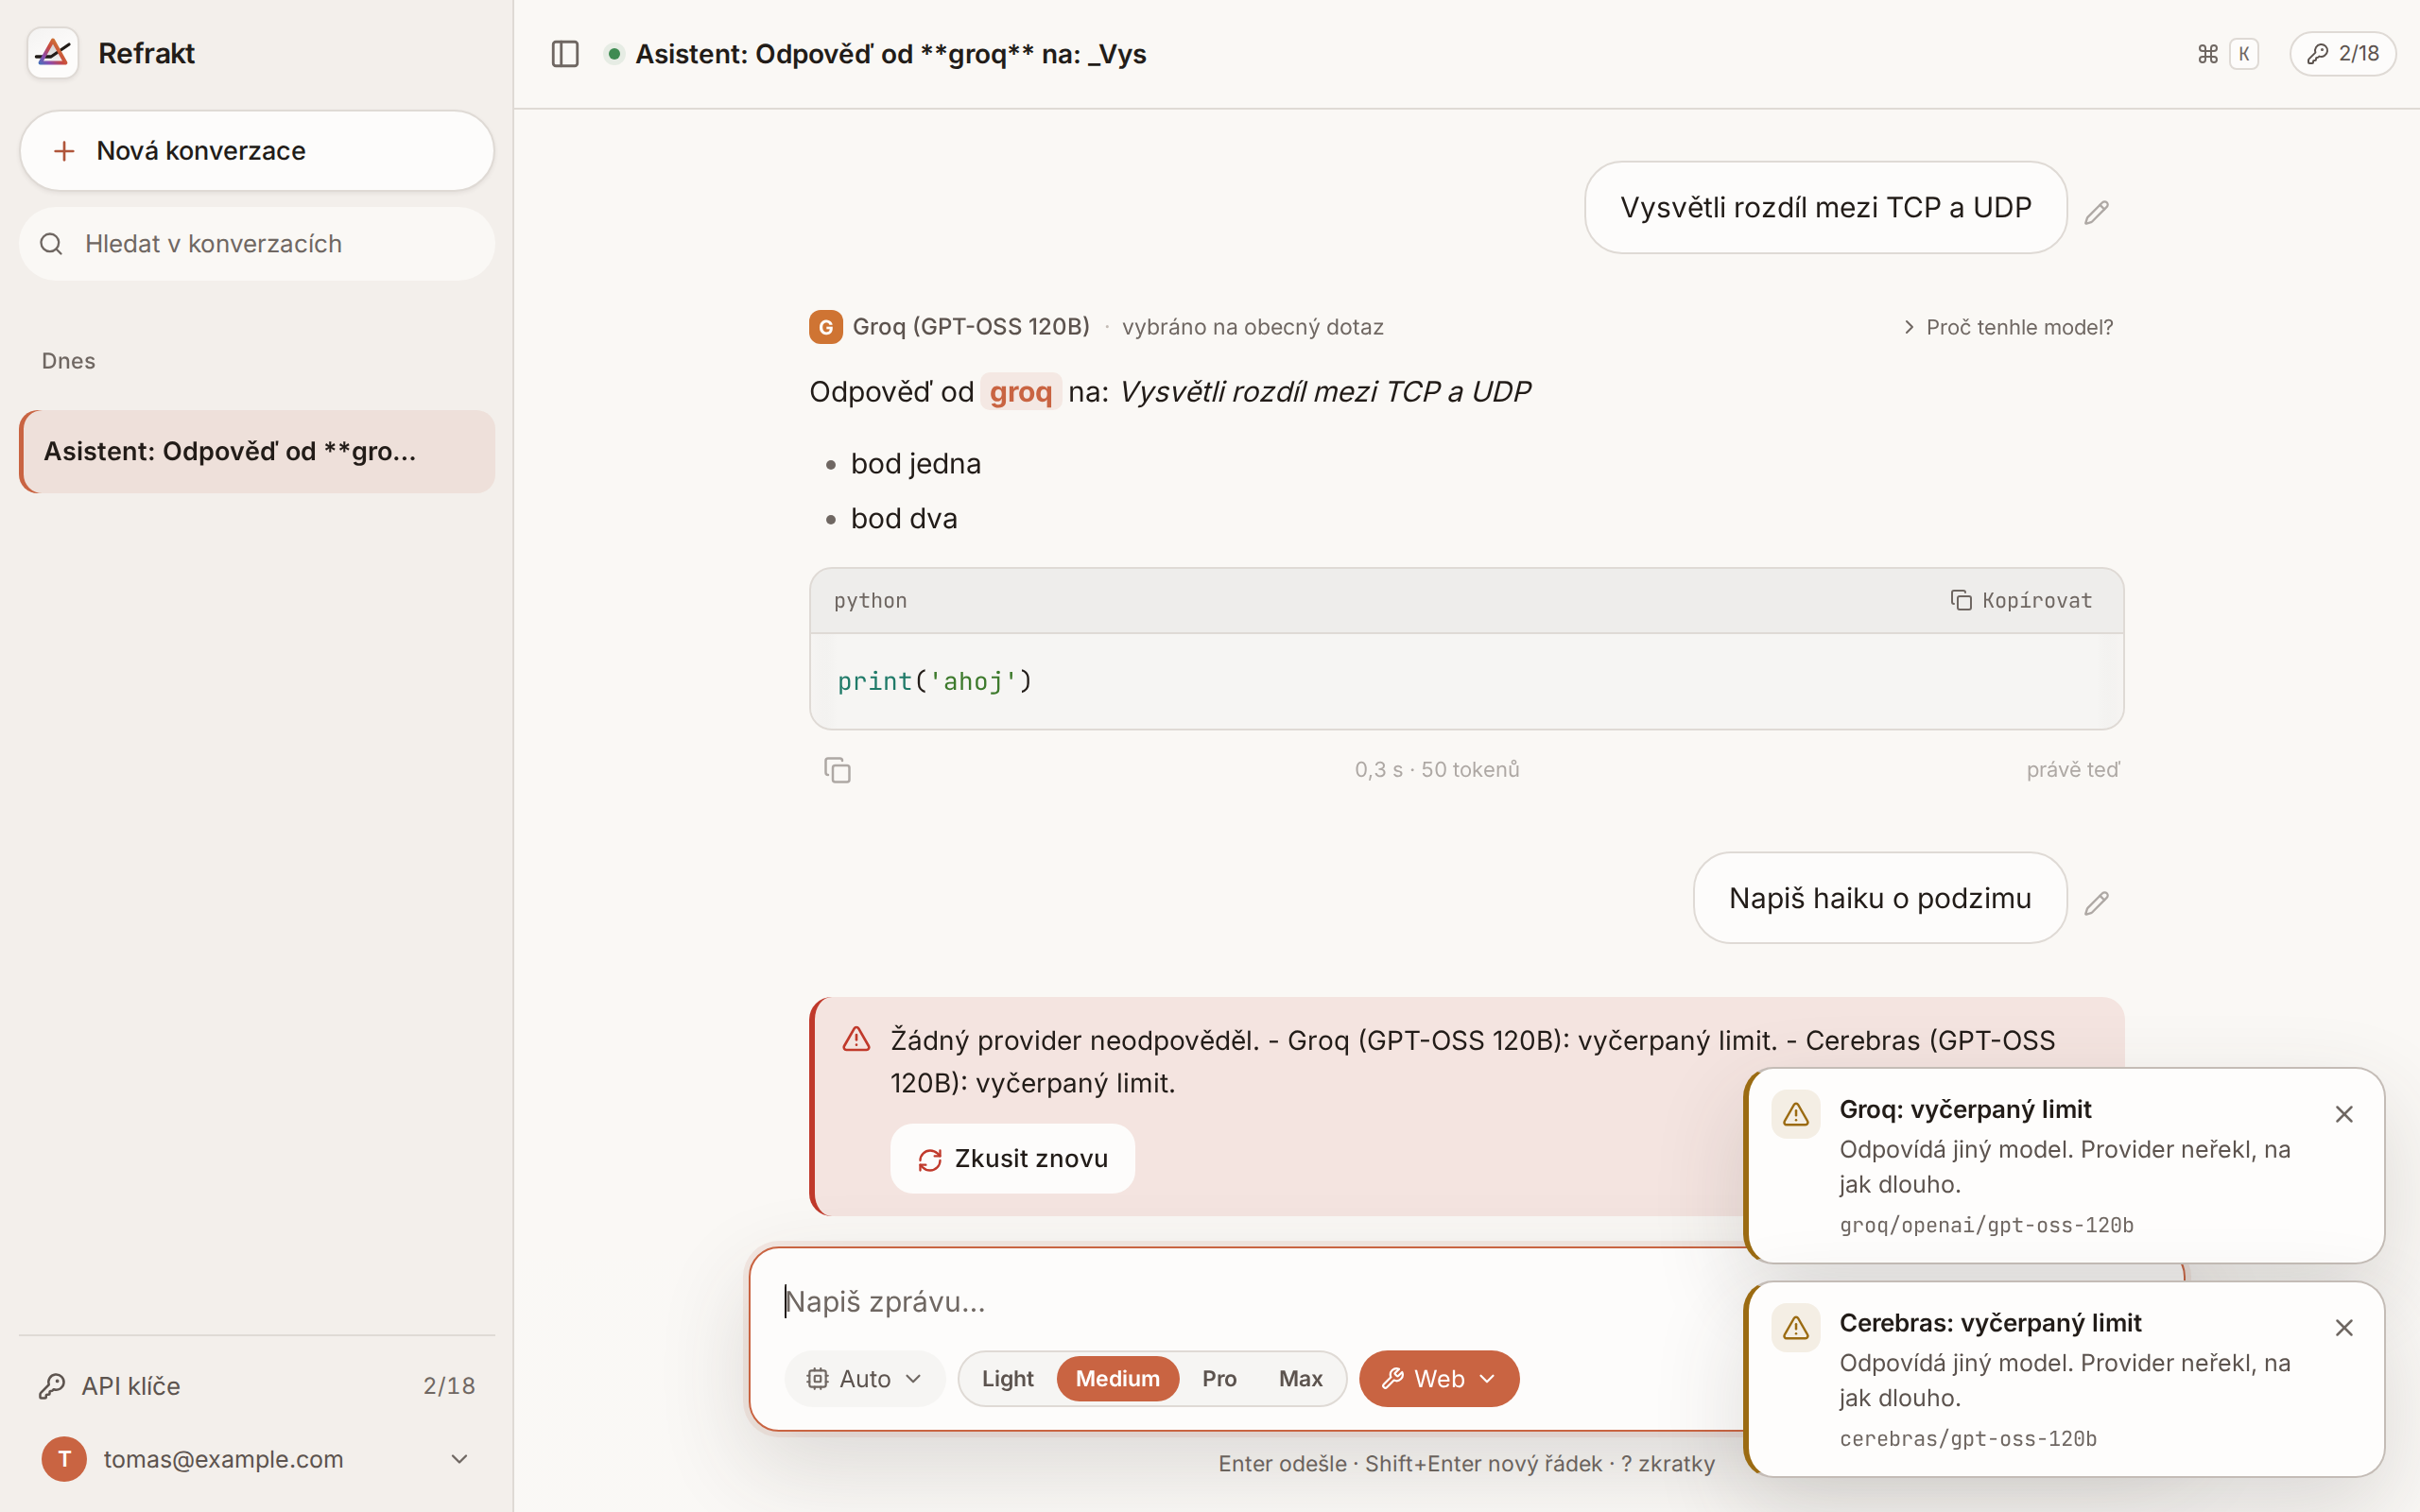 Refrakt
Nová konverzace
Hledat v konverzacích
Dnes
Asistent: Odpověď od **gro...
API klíče 2/18
T tomas@example.com
Asistent: Odpověď od **groq** na: _Vys
⌘ K 2/18
Vysvětli rozdíl mezi TCP a UDP
G Groq (GPT-OSS 120B) · vybráno na obecný dotaz
Proč tenhle model?
Odpověď od groq na: Vysvětli rozdíl mezi TCP a UDP
• bod jedna
• bod dva
python Kopírovat
print('ahoj')
0,3 s · 50 tokenů právě teď
Napiš haiku o podzimu
Žádný provider neodpověděl. - Groq (GPT-OSS 120B): vyčerpaný limit. - Cerebras (GPT-OSS
120B): vyčerpaný limit.
Zkusit znovu
Napiš zprávu...
Auto Light Medium Pro Max Web
Enter odešle · Shift+Enter nový řádek · ? zkratky
Groq: vyčerpaný limit
Odpovídá jiný model. Provider neřekl, na
jak dlouho.
groq/openai/gpt-oss-120b
Cerebras: vyčerpaný limit
Odpovídá jiný model. Provider neřekl, na
jak dlouho.
cerebras/gpt-oss-120b